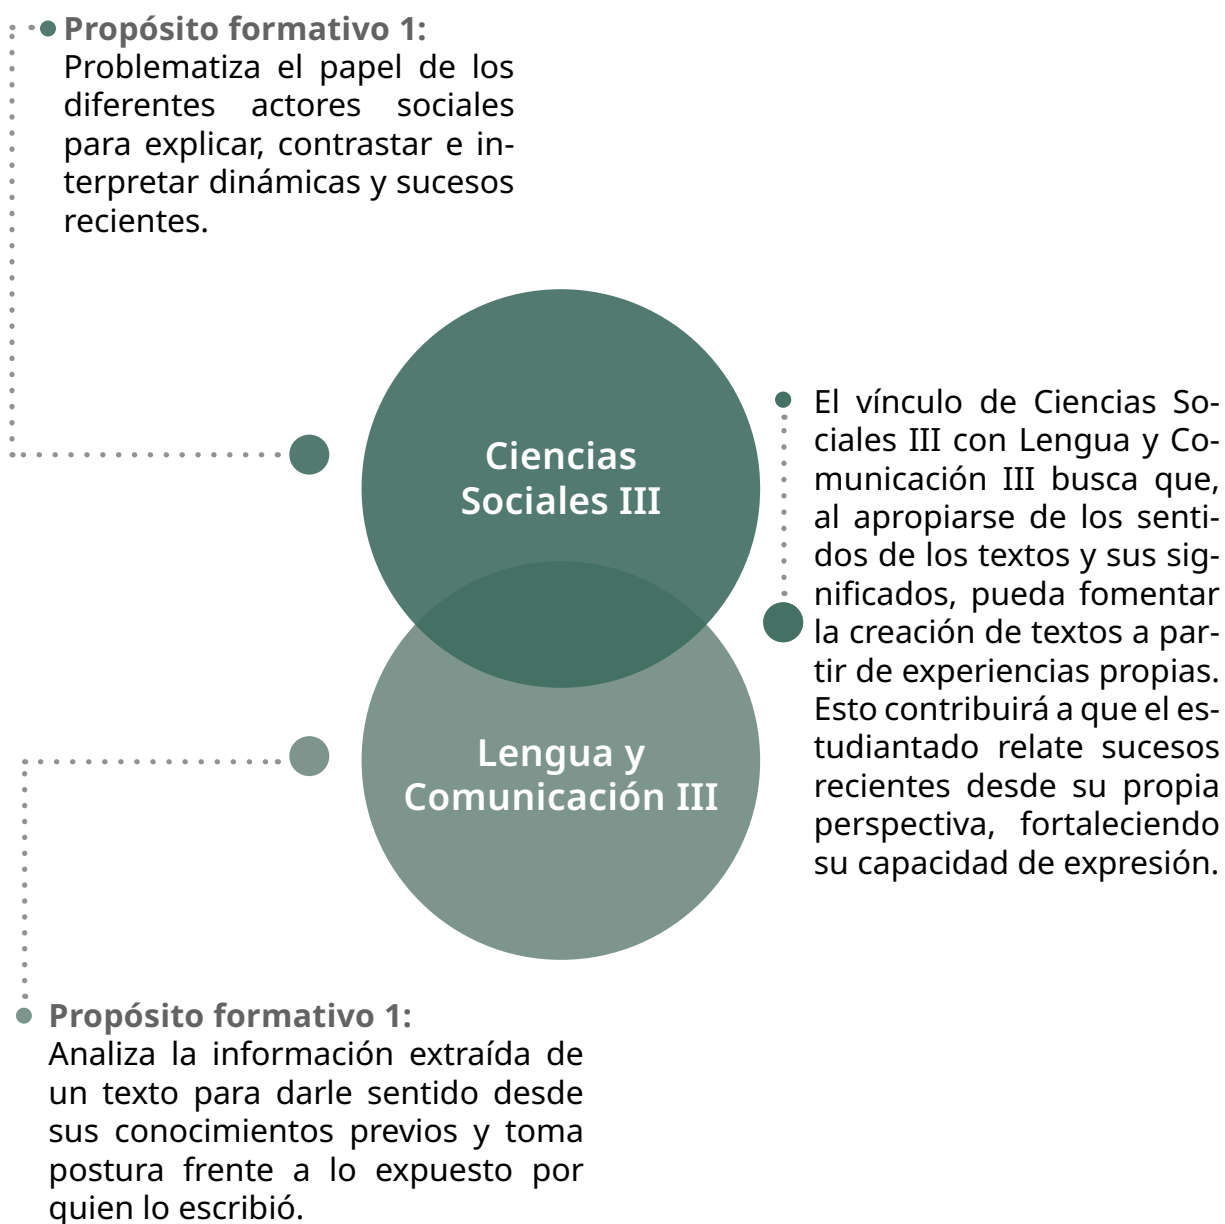 Propósito formativo 1:
Problematiza el papel de los
diferentes actores sociales
para explicar, contrastar e in-
terpretar dinámicas y sucesos
recientes.
Ciencias
Sociales III
El vínculo de Ciencias So-
ciales III con Lengua y Co-
municación III busca que,
al apropiarse de los senti-
dos de los textos y sus sig-
nificados, pueda fomentar
la creación de textos a par-
tir de experiencias propias.
Esto contribuirá a que el es-
tudiantado relate sucesos
recientes desde su propia
perspectiva, fortaleciendo
su capacidad de expresión.
Lengua y
Comunicación III
Propósito formativo 1:
Analiza la información extraída de
un texto para darle sentido desde
sus conocimientos previos y toma
postura frente a lo expuesto por
quien lo escribió.